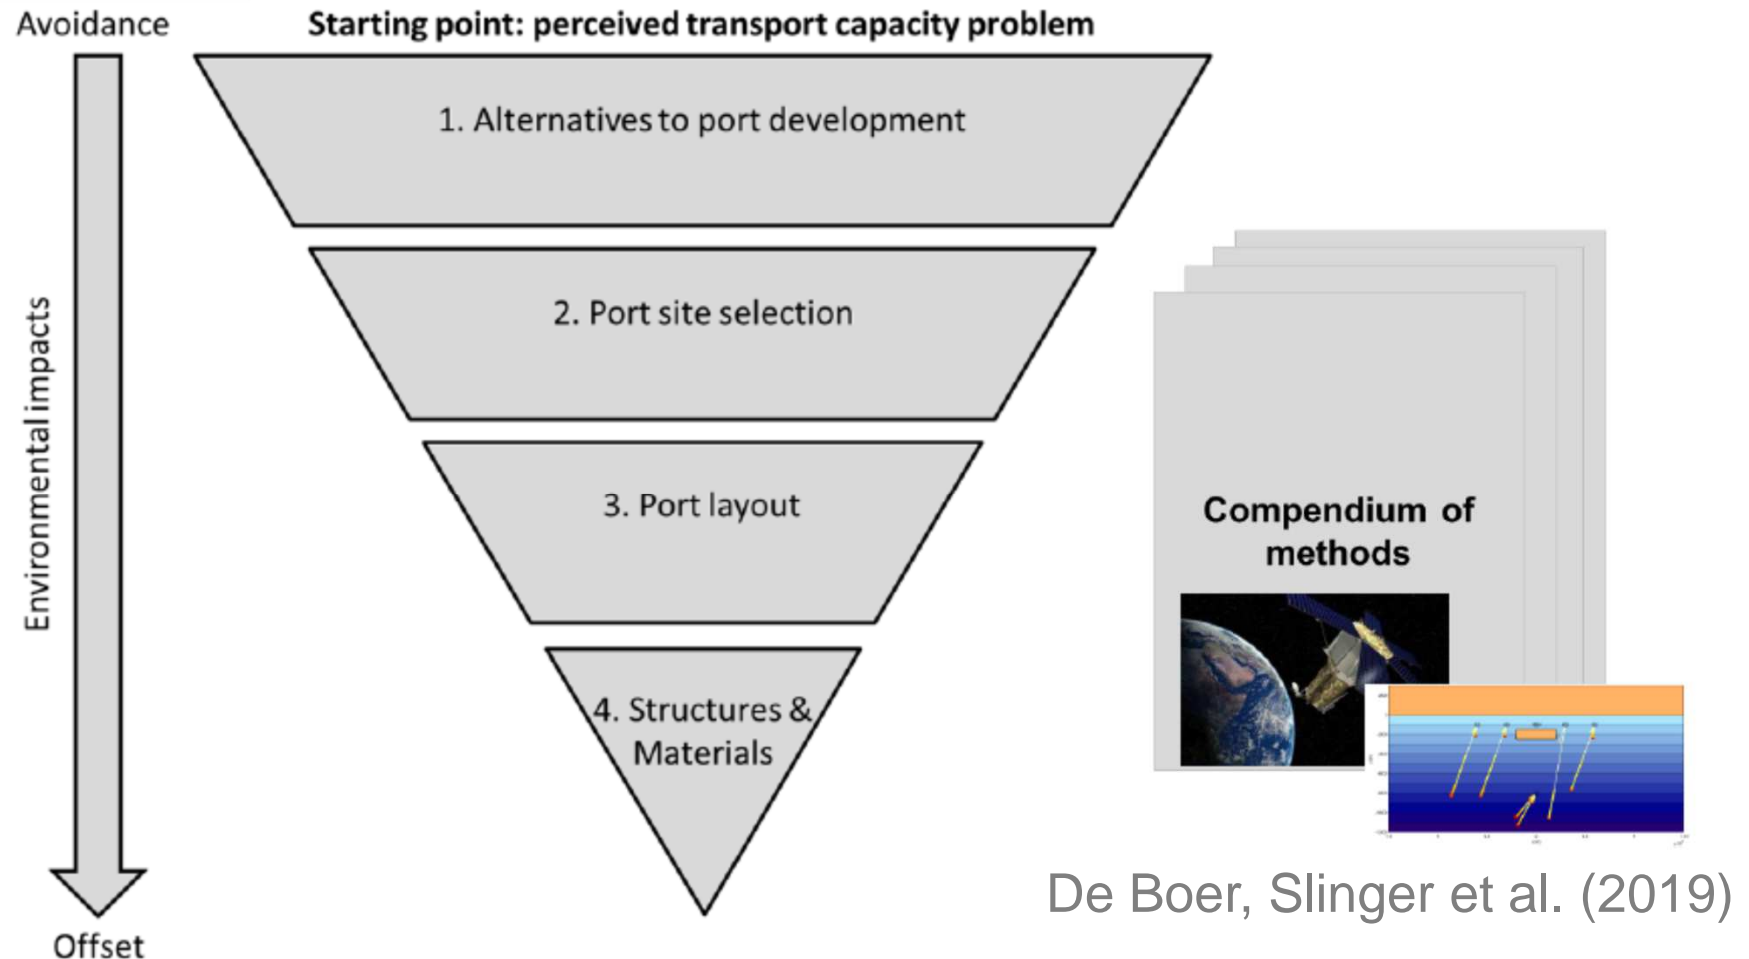 Avoidance
Starting point: perceived transport capacity problem
1. Alternatives to port development
2. Port site selection
3. Port layout
4. Structures &
Materials
Environmental impacts
Offset
Compendium of
methods
De Boer, Slinger et al. (2019)